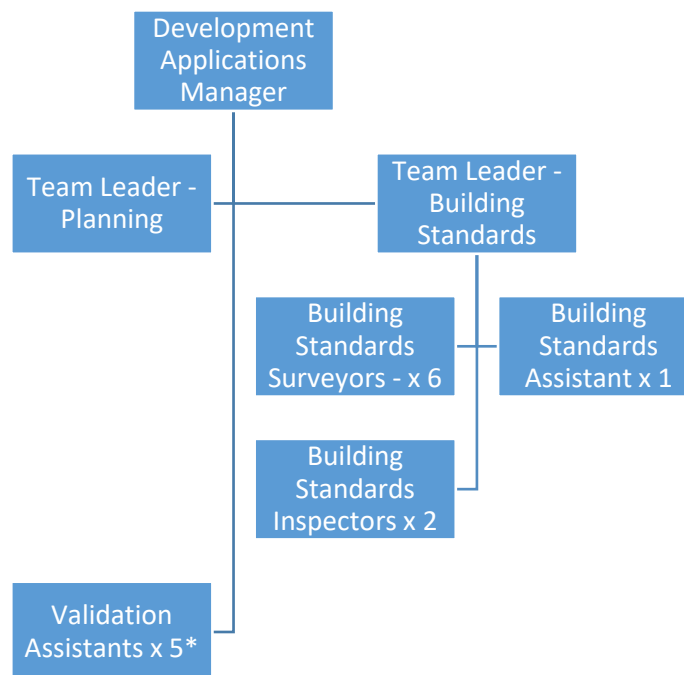 Development
Applications
Manager
Team Leader -
Planning
Team Leader -
Building
Standards
Building
Standards
Surveyors - x 6
Building
Standards
Assistant x 1
Building
Standards
Inspectors x 2
Validation
Assistants x 5*